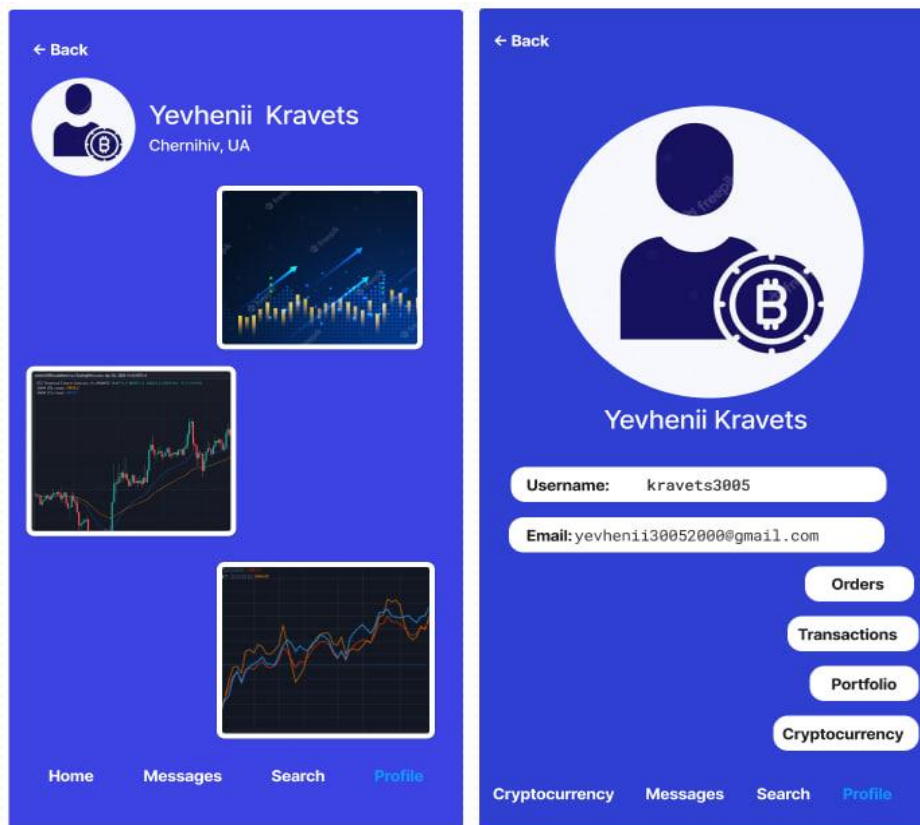 ← Back
Yevhenii Kravets
Chernihiv, UA
Home Messages Search Profile
← Back
Yevhenii Kravets
Username: kravets3005
Email: yevhenii30052000@gmail.com
Orders
Transactions
Portfolio
Cryptocurrency
Cryptocurrency Messages Search Profile